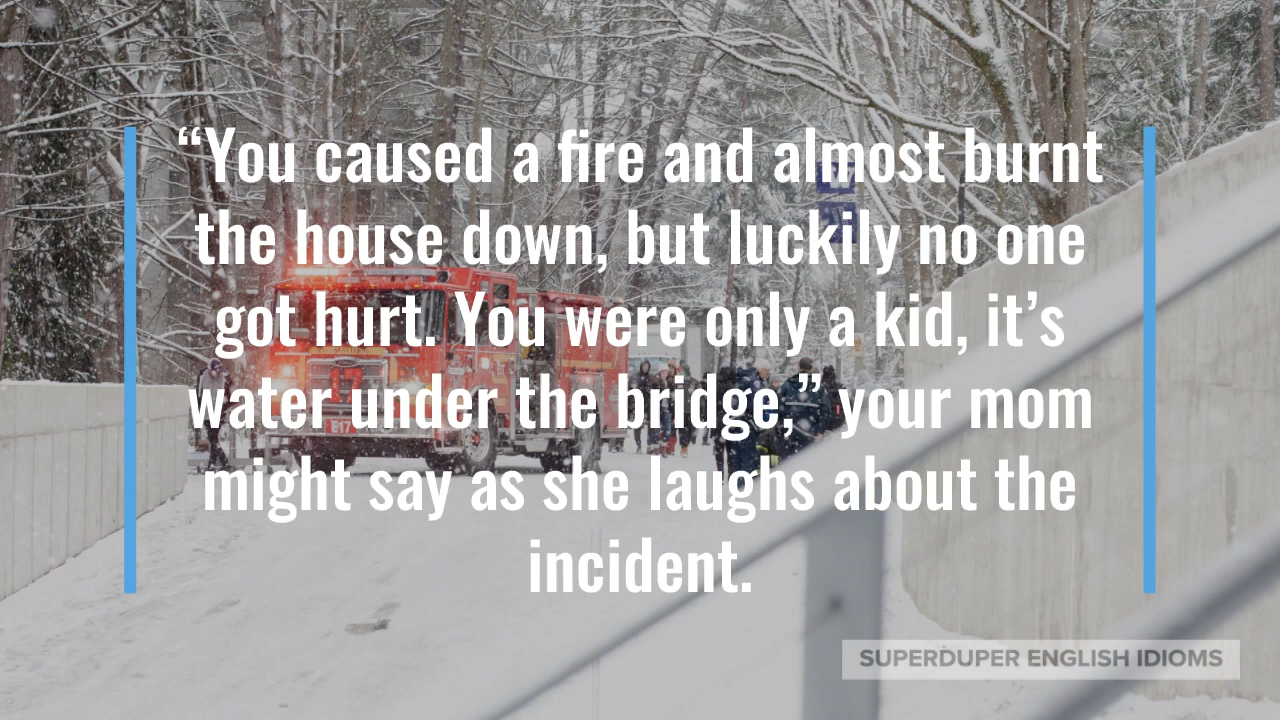 “You caused a fire and almost burnt
the house down, but luckily no one
got hurt. You were only a kid, it’s
water under the bridge,” your mom
might say as she laughs about the
incident.
E17
SUPERDUPER ENGLISH IDIOMS